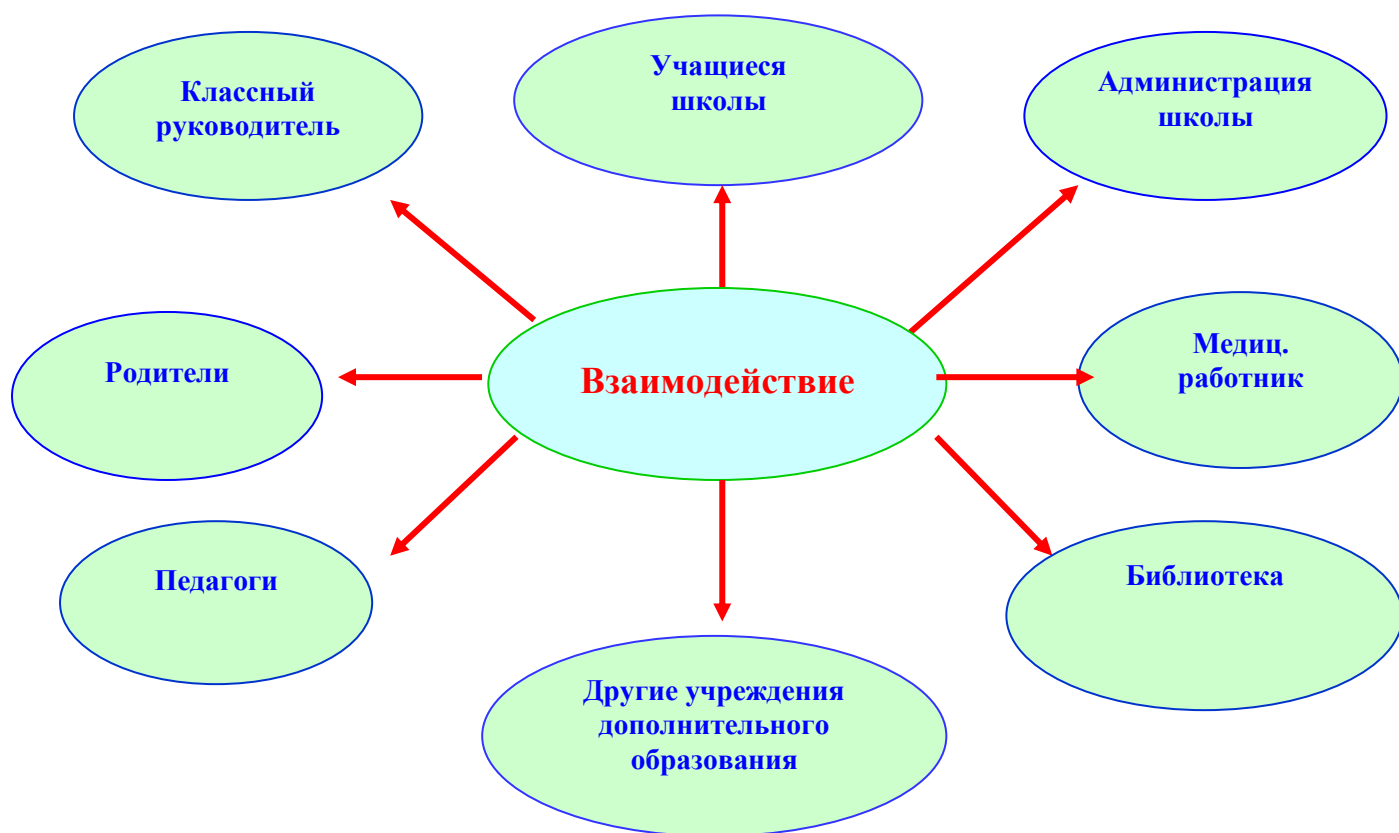 Классный
руководитель
Учащиеся
школы
Администрация
школы
Родители
Взаимодействие
Медиц.
работник
Педагоги
Библиотека
Другие учреждения
дополнительного
образования